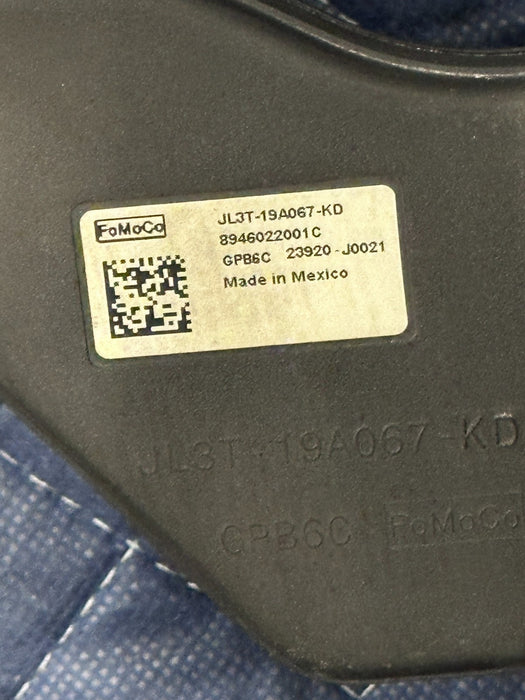 FoMoCo
JL3T-19A067-KD
8946022001C
GPB6C 23920-J0021
Made in Mexico
JL3T-19A067-KD
GPB6C FoMoCo